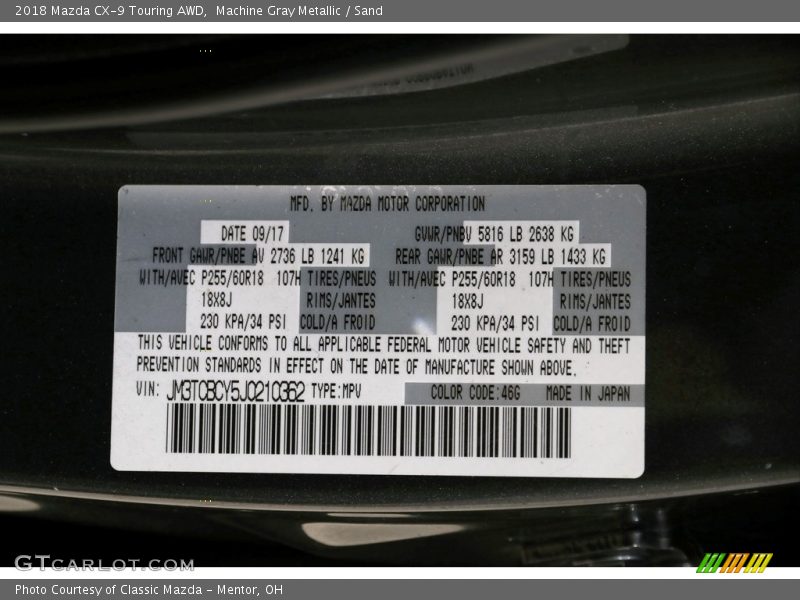 2018 Mazda CX-9 Touring AWD, Machine Gray Metallic / Sand
MFD. BY MAZDA MOTOR CORPORATION
DATE 09/17 GVWR/PNBV 5816 LB 2638 KG
FRONT GAWR/PNBE AV 2736 LB 1241 KG REAR GAWR/PNBE AR 3159 LB 1433 KG
WITH/AVEC P255/60R18 107H TIRES/PNEUS WITH/AVEC P255/60R18 107H TIRES/PNEUS
18X8J RIMS/JANTES 18X8J RIMS/JANTES
230 KPA/34 PSI COLD/A FROID 230 KPA/34 PSI COLD/A FROID
THIS VEHICLE CONFORMS TO ALL APPLICABLE FEDERAL MOTOR VEHICLE SAFETY AND THEFT
PREVENTION STANDARDS IN EFFECT ON THE DATE OF MANUFACTURE SHOWN ABOVE.
VIN: JM3TCBCY5J0210362 TYPE:MPV COLOR CODE:46G MADE IN JAPAN
GTCARLOT.COM
Photo Courtesy of Classic Mazda - Mentor, OH